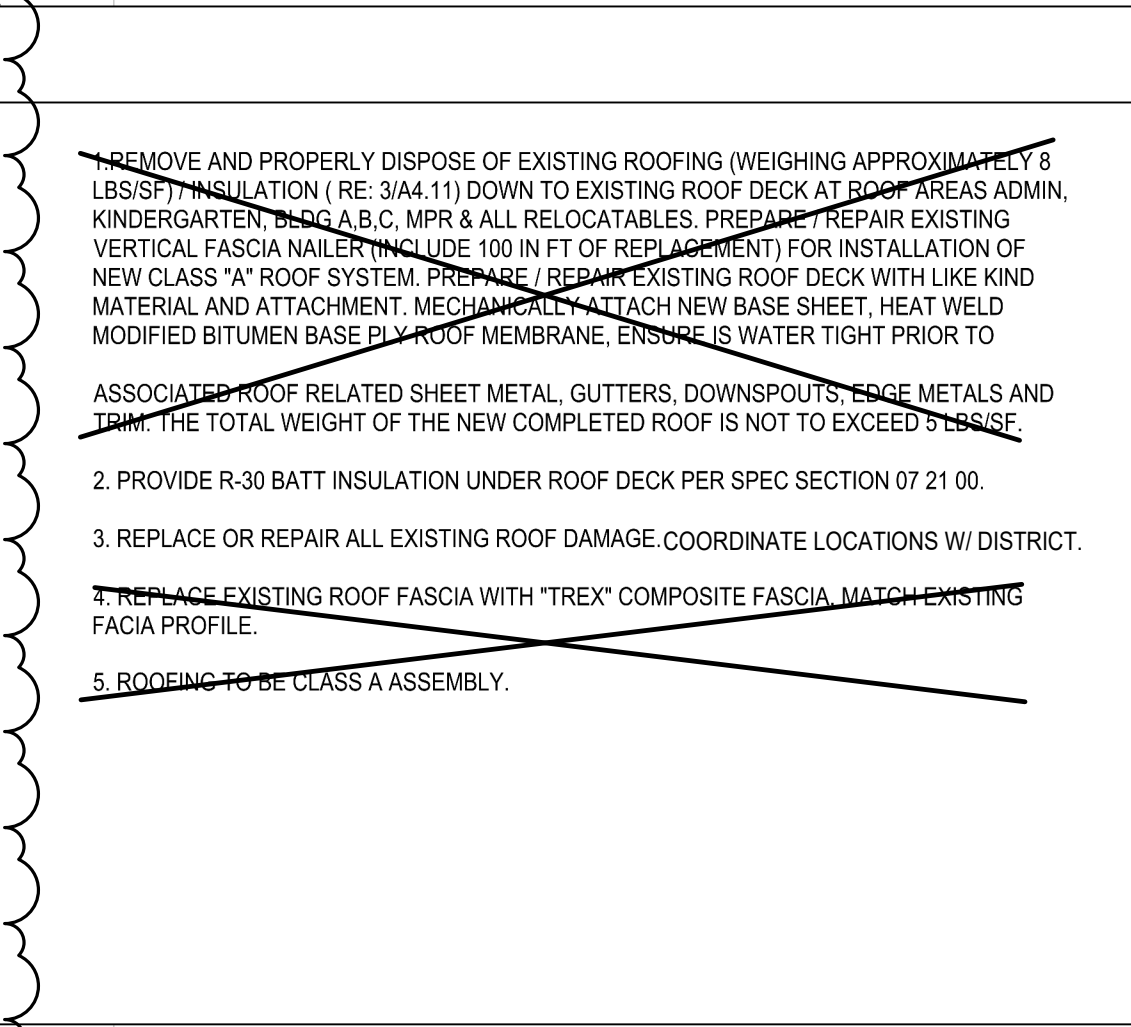 1.REMOVE AND PROPERLY DISPOSE OF EXISTING ROOFING (WEIGHING APPROXIMATELY 8
LBS/SF) / INSULATION ( RE: 3/A4.11) DOWN TO EXISTING ROOF DECK AT ROOF AREAS ADMIN,
KINDERGARTEN, BLDG A,B,C, MPR & ALL RELOCATABLES. PREPARE / REPAIR EXISTING
VERTICAL FASCIA NAILER (INCLUDE 100 IN FT OF REPLACEMENT) FOR INSTALLATION OF
NEW CLASS "A" ROOF SYSTEM. PREPARE / REPAIR EXISTING ROOF DECK WITH LIKE KIND
MATERIAL AND ATTACHMENT. MECHANICALLY ATTACH NEW BASE SHEET, HEAT WELD
MODIFIED BITUMEN BASE PLY ROOF MEMBRANE, ENSURE IS WATER TIGHT PRIOR TO
ASSOCIATED ROOF RELATED SHEET METAL, GUTTERS, DOWNSPOUTS, EDGE METALS AND
TRIM. THE TOTAL WEIGHT OF THE NEW COMPLETED ROOF IS NOT TO EXCEED 5 LBS/SF.
2. PROVIDE R-30 BATT INSULATION UNDER ROOF DECK PER SPEC SECTION 07 21 00.
3. REPLACE OR REPAIR ALL EXISTING ROOF DAMAGE. COORDINATE LOCATIONS W/ DISTRICT.
4. REPLACE EXISTING ROOF FASCIA WITH "TREX" COMPOSITE FASCIA, MATCH EXISTING
FACIA PROFILE.
5. ROOFING TO BE CLASS A ASSEMBLY.